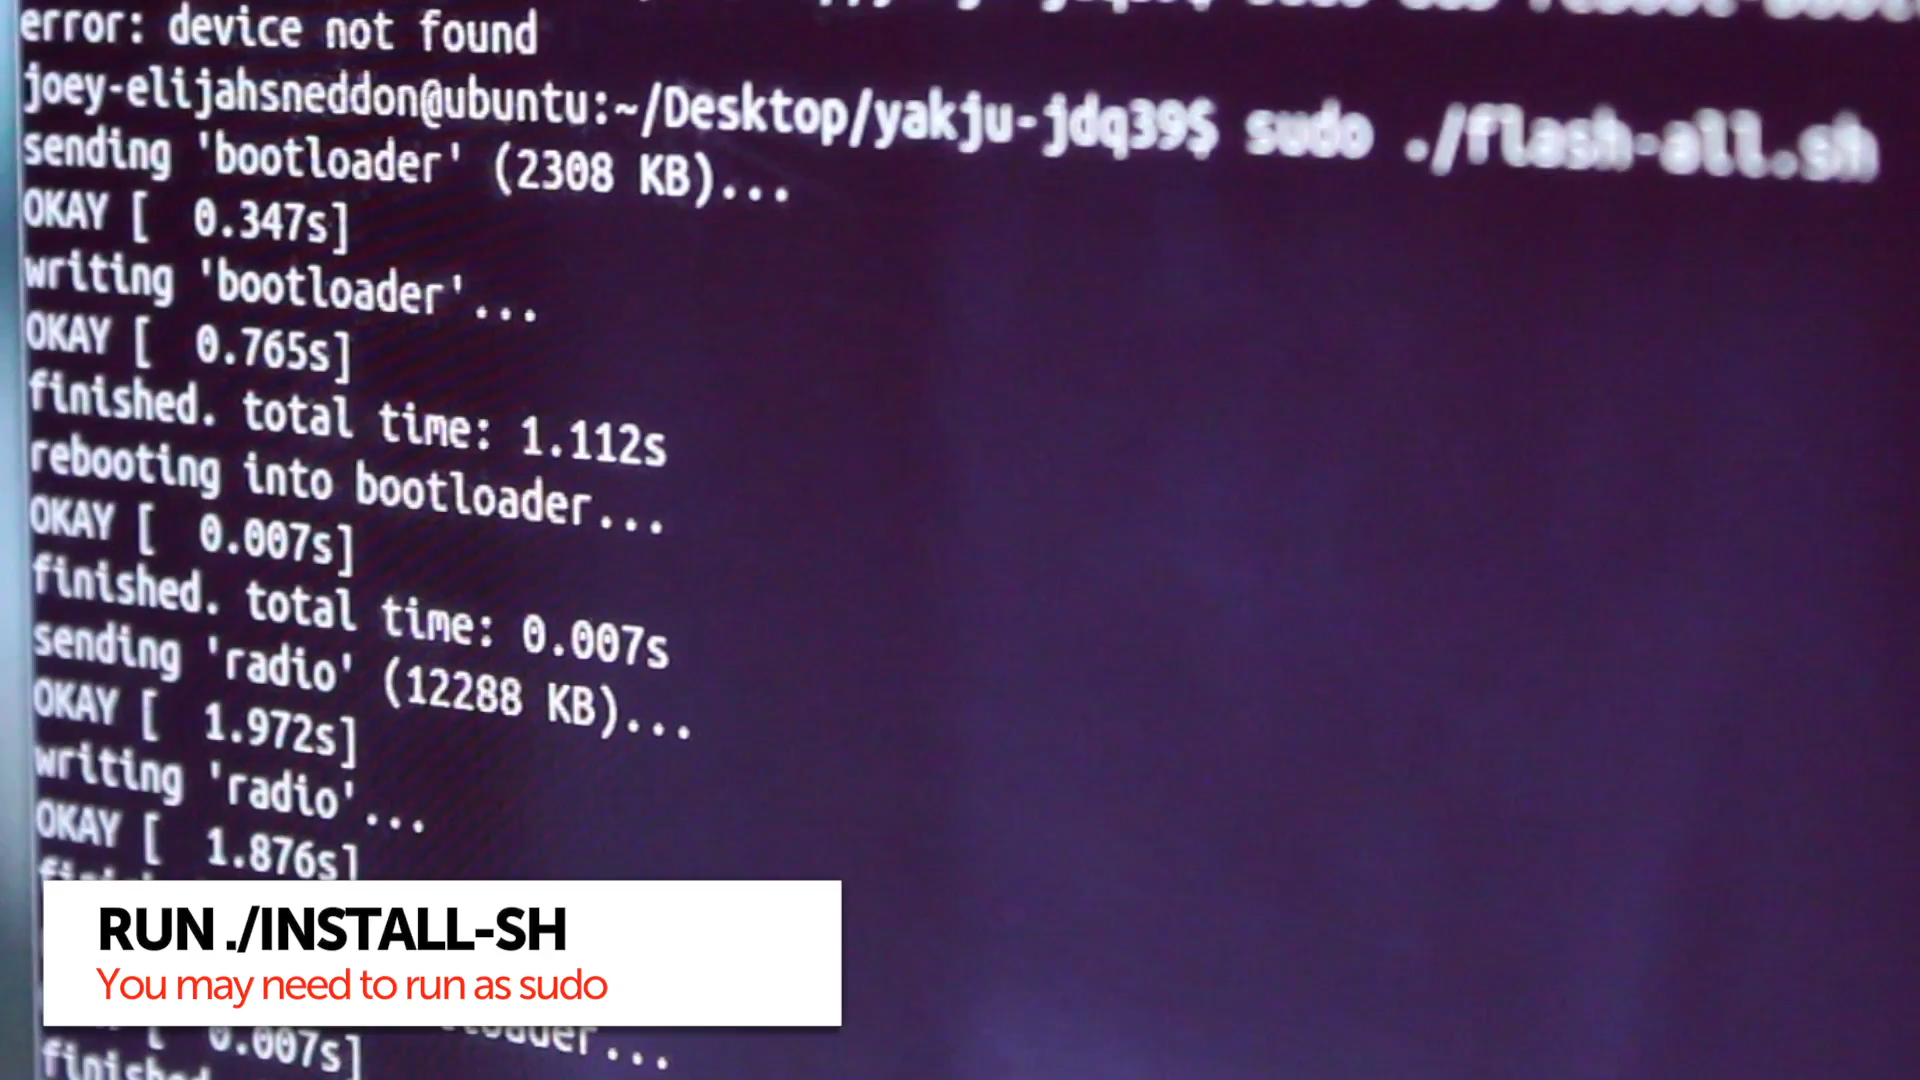 error: device not found
joey-elijahsneddon@ubuntu:~/Desktop/yakju-jdq39$ sudo ./flash-all.sh
sending 'bootloader' (2308 KB)...
OKAY [  0.347s]
writing 'bootloader'...
OKAY [  0.765s]
finished. total time: 1.112s
rebooting into bootloader...
OKAY [  0.007s]
finished. total time: 0.007s
sending 'radio' (12288 KB)...
OKAY [  1.972s]
writing 'radio'...
OKAY [  1.876s]
RUN ./INSTALL-SH
You may need to run as sudo
[  0.007s]
finished.